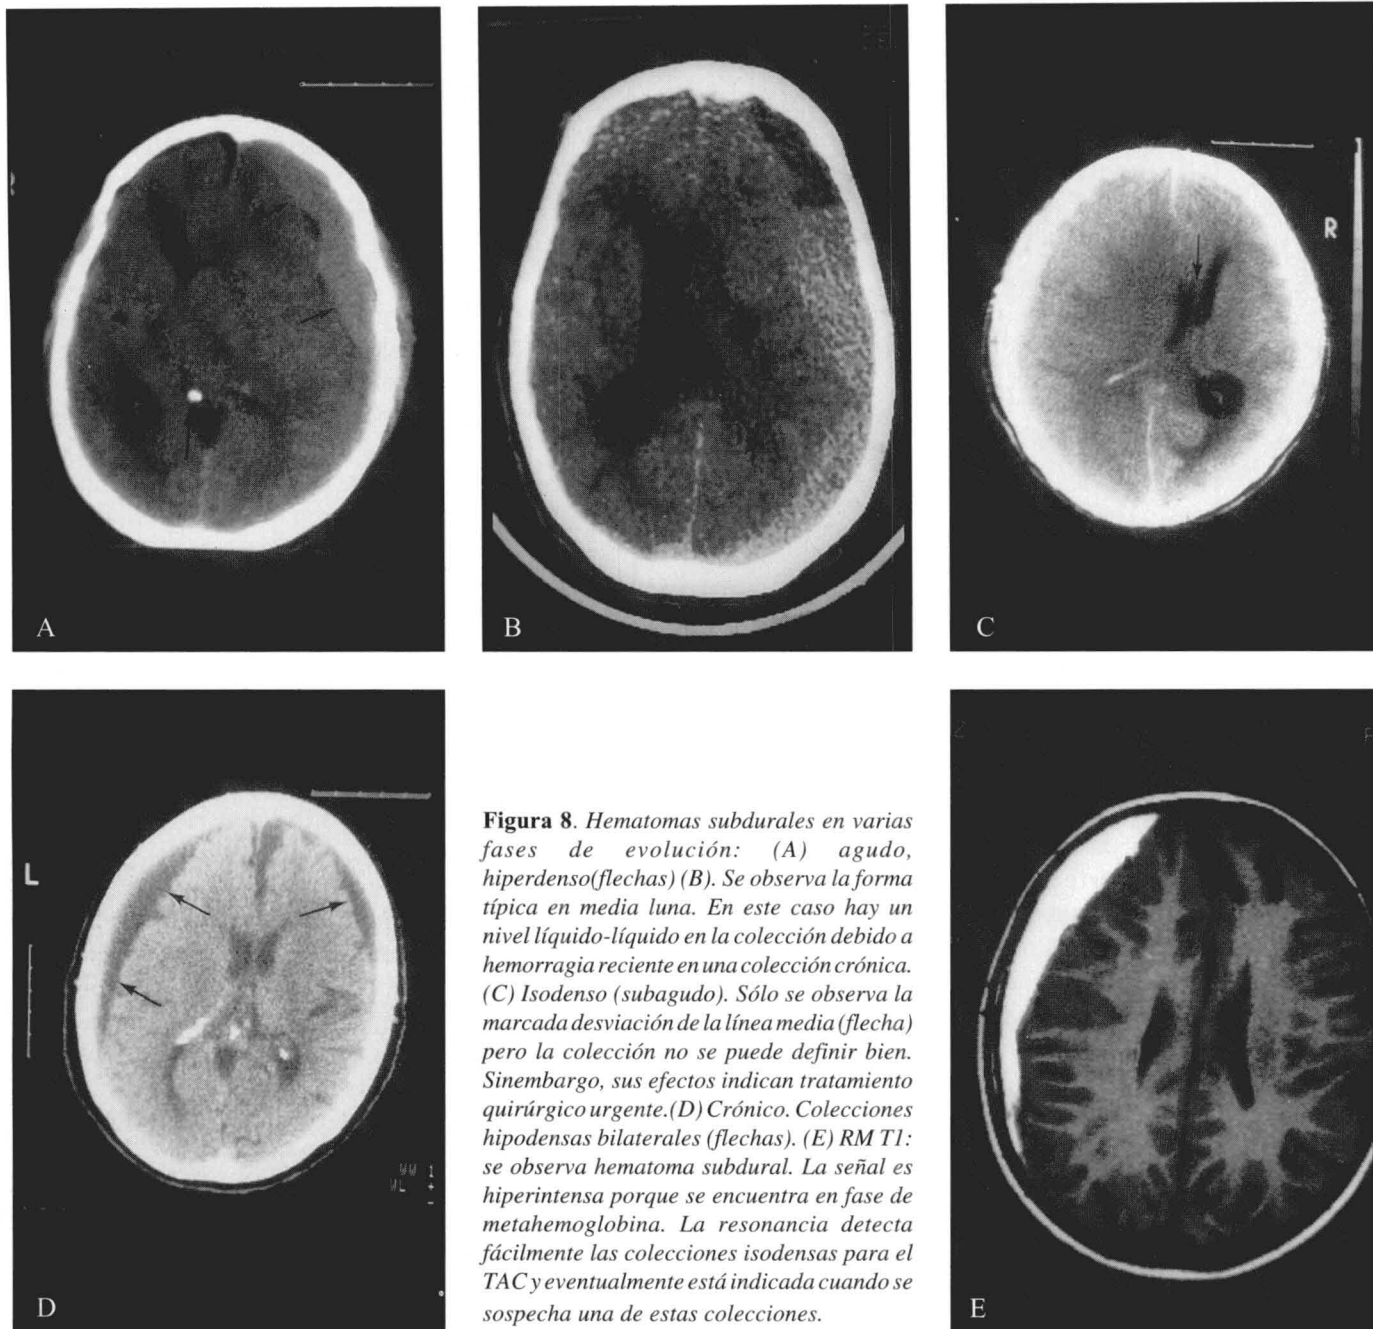 R
A
B
C
L
WW 1
WL +
D
Figura 8. Hematomas subdurales en varias
fases de evolución: (A) agudo,
hiperdenso(flechas) (B). Se observa la forma
típica en media luna. En este caso hay un
nivel líquido-líquido en la colección debido a
hemorragia reciente en una colección crónica.
(C) Isodenso (subagudo). Sólo se observa la
marcada desviación de la línea media (flecha)
pero la colección no se puede definir bien.
Sinembargo, sus efectos indican tratamiento
quirúrgico urgente.(D) Crónico. Colecciones
hipodensas bilaterales (flechas). (E) RM T1:
se observa hematoma subdural. La señal es
hiperintensa porque se encuentra en fase de
metahemoglobina. La resonancia detecta
fácilmente las colecciones isodensas para el
TAC y eventualmente está indicada cuando se
sospecha una de estas colecciones.
E